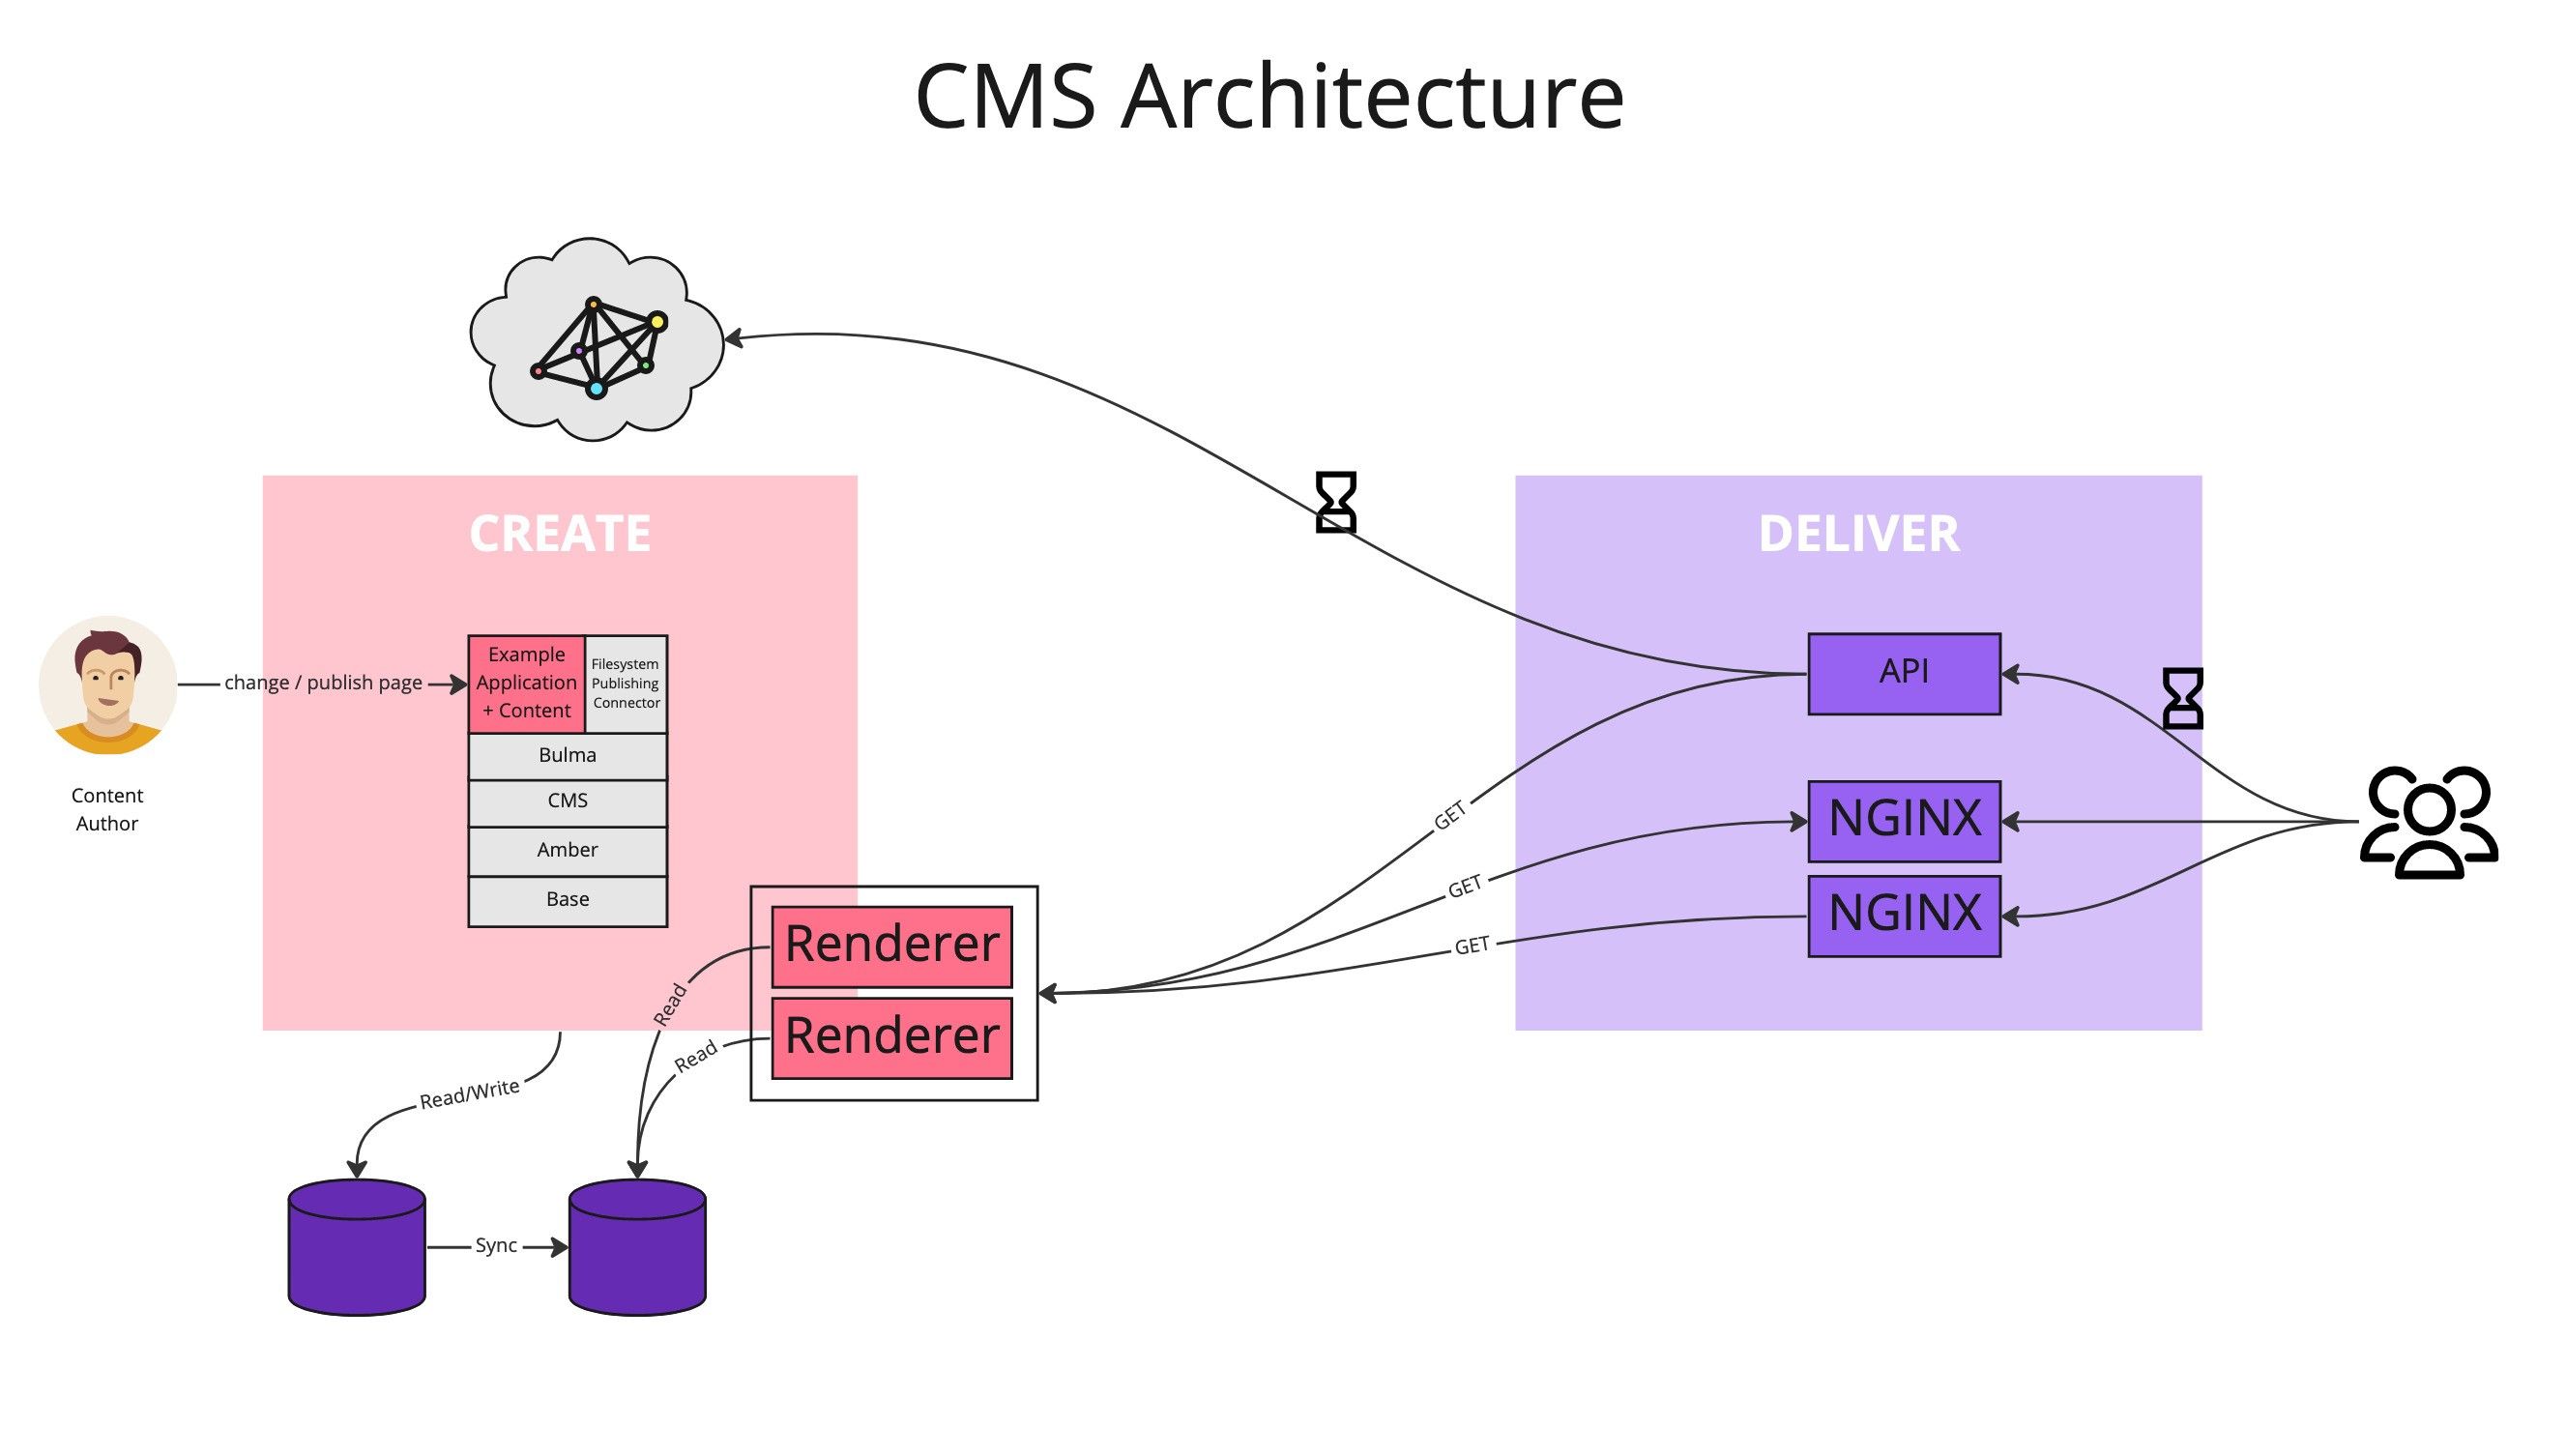 CMS Architecture
CREATE
DELIVER
change / publish page
Example
Application
+ Content
Filesystem
Publishing
Connector
Bulma
CMS
Amber
Base
Content
Author
API
NGINX
NGINX
GET
GET
GET
Renderer
Renderer
Read
Read
Read/Write
Sync